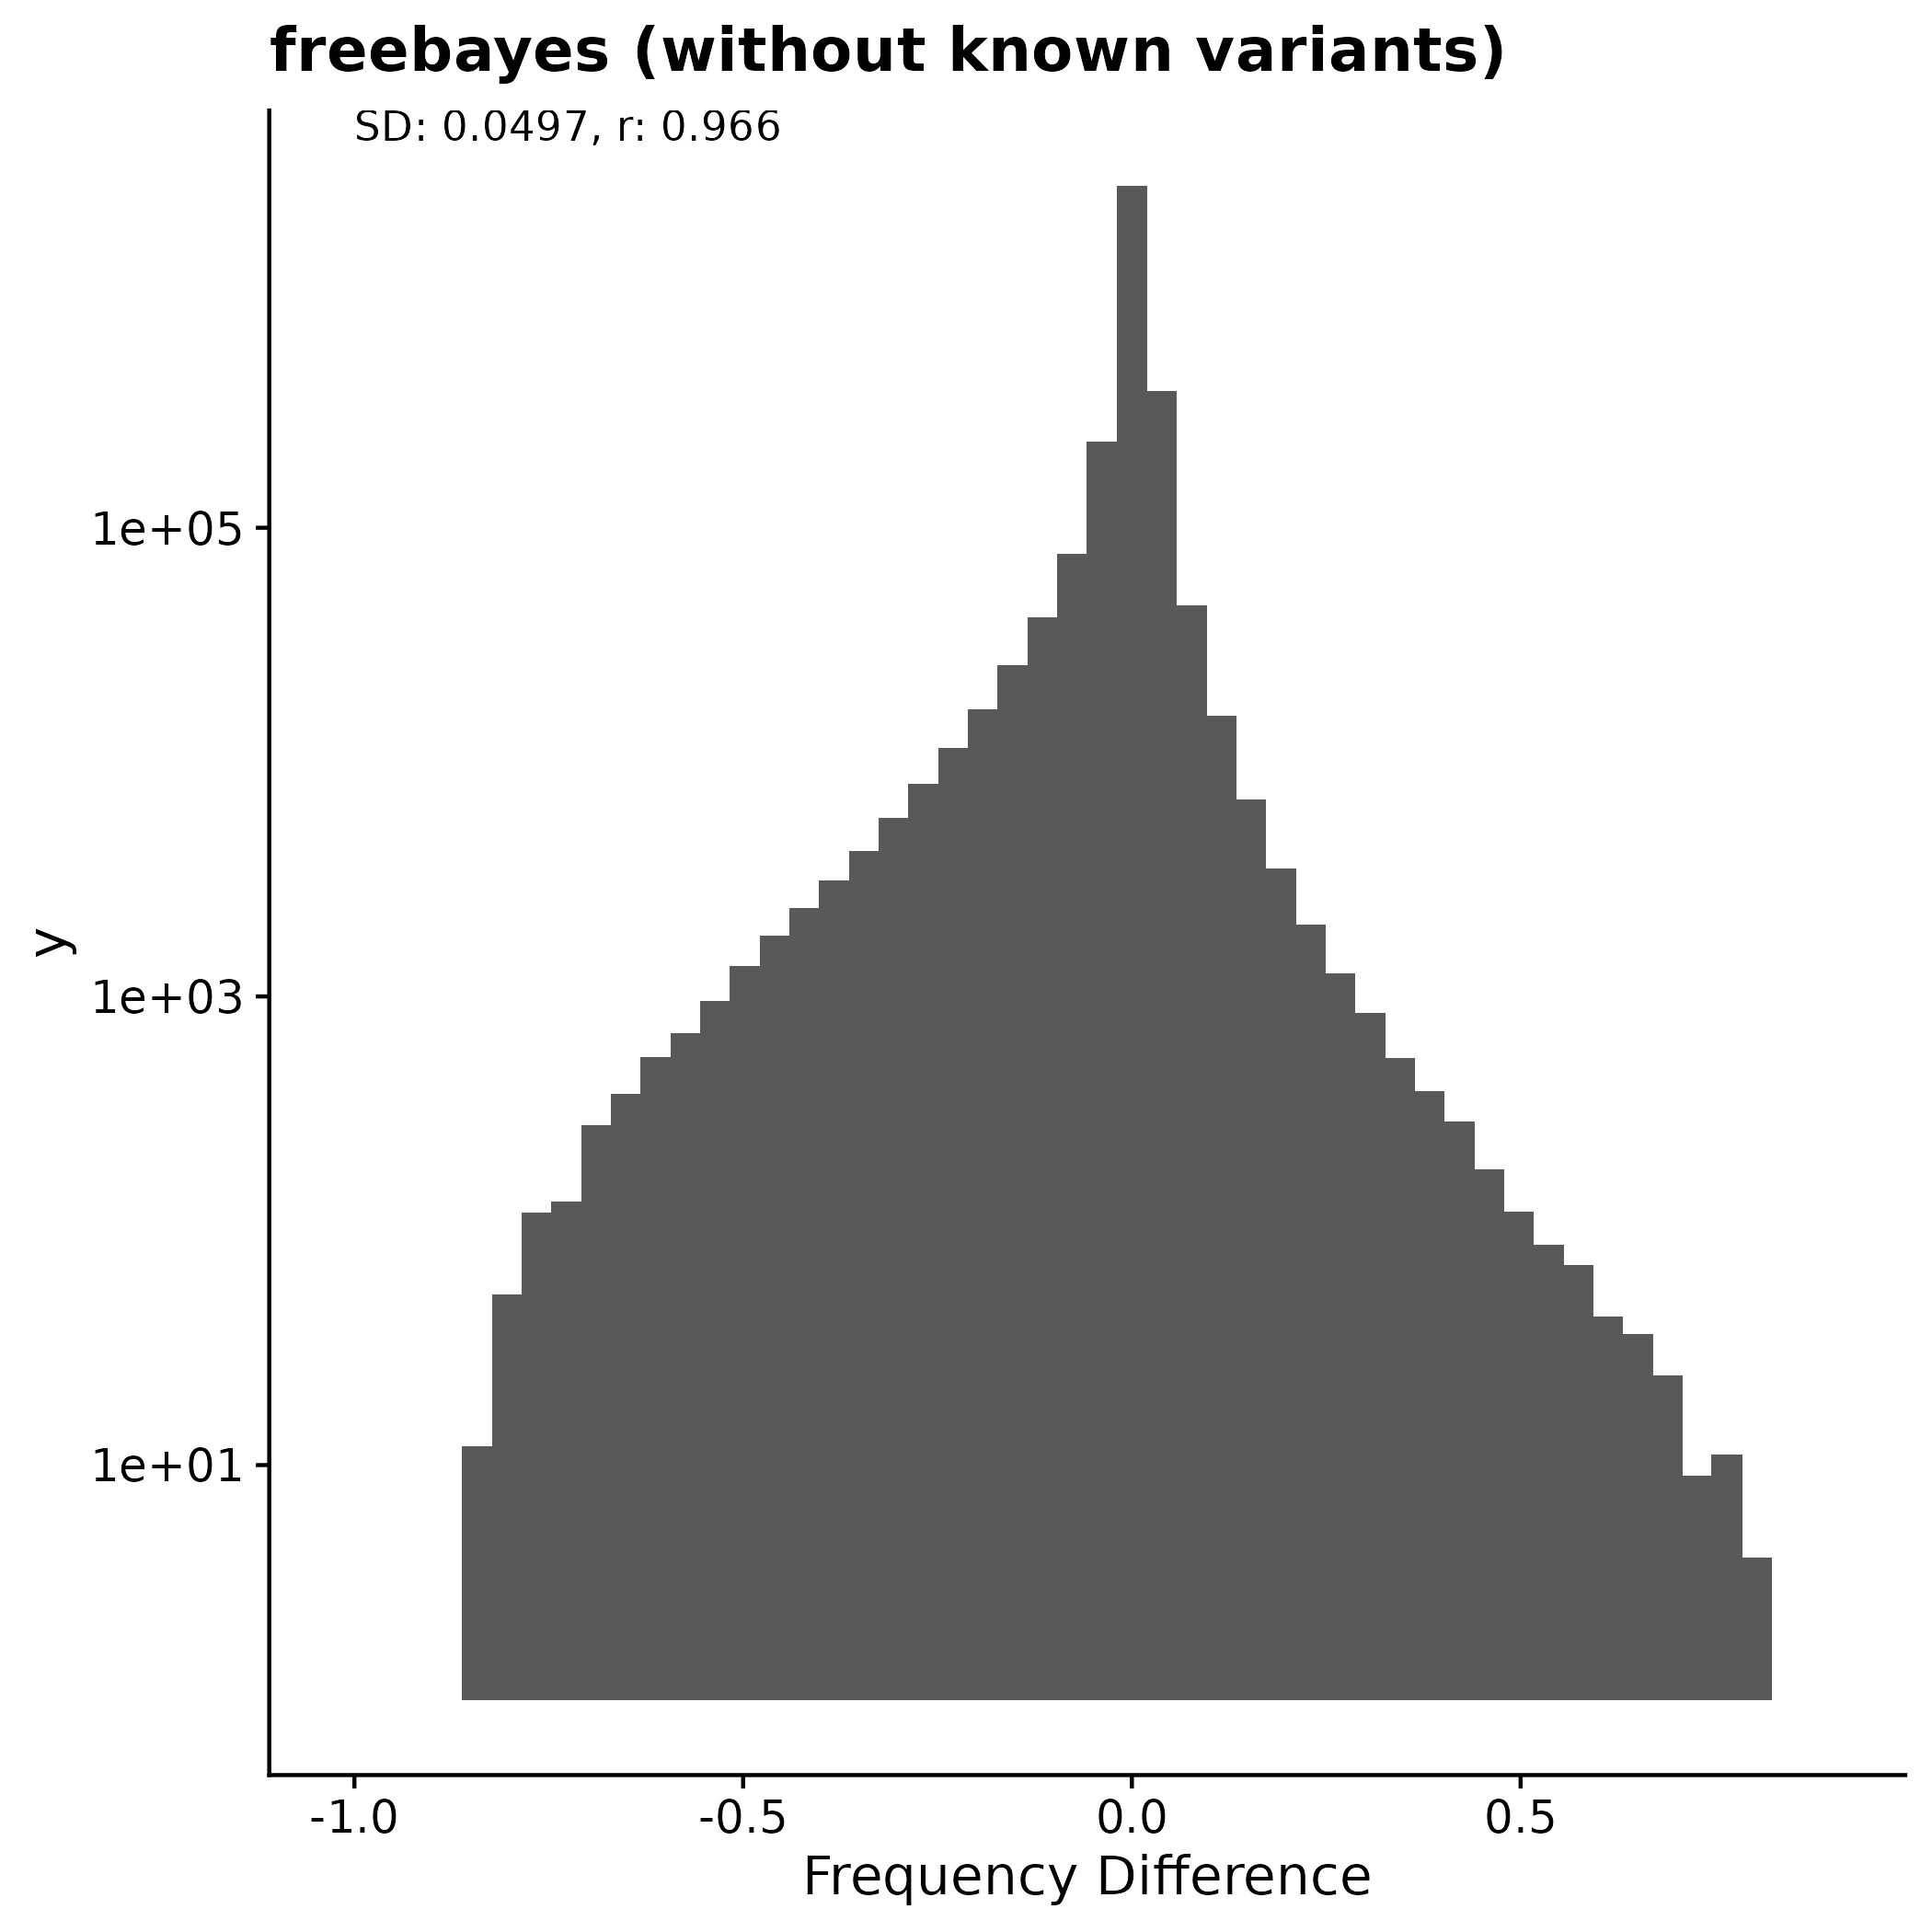 freebayes (without known variants)
SD: 0.0497, r: 0.966
1e+05
1e+03
1e+01
y
-1.0 -0.5 0.0 0.5
Frequency Difference